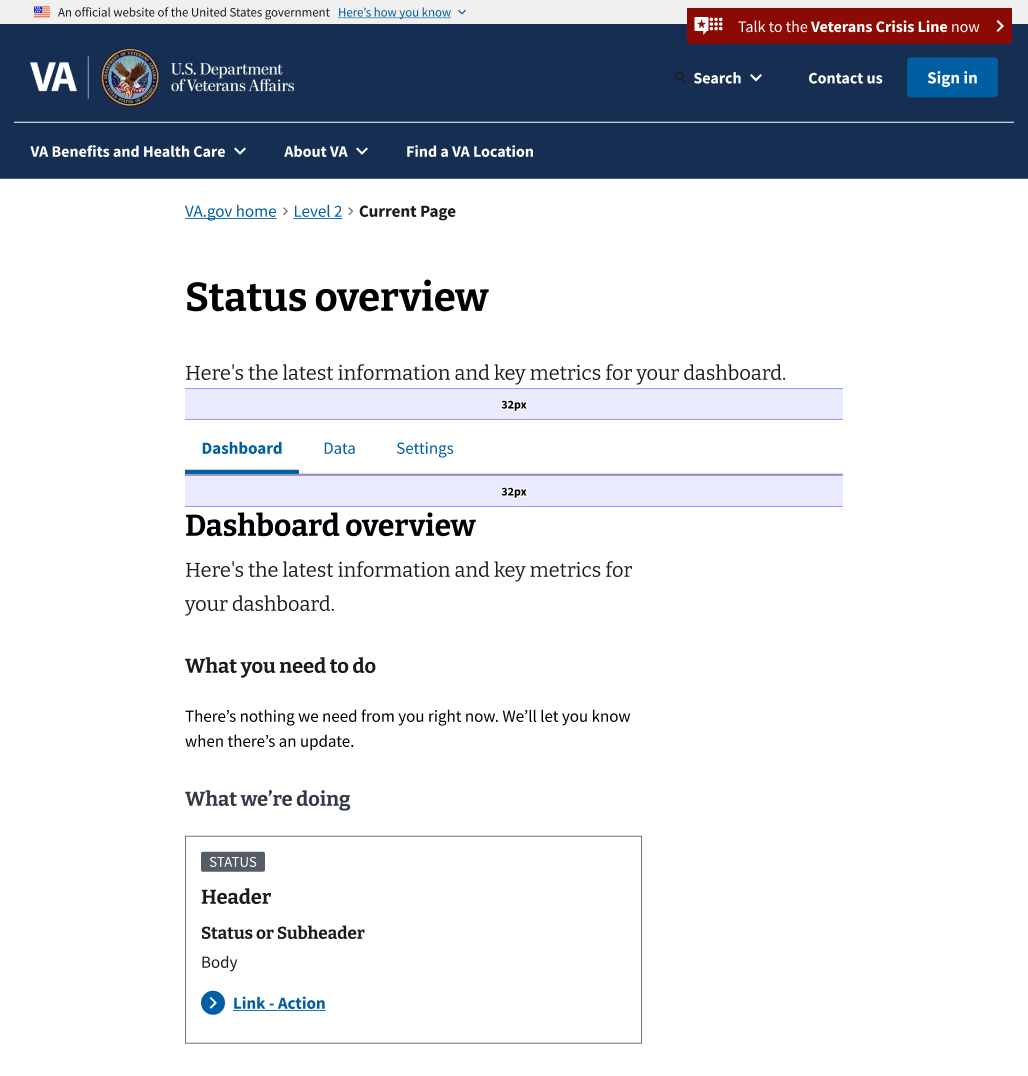 An official website of the United States government Here's how you know
Talk to the Veterans Crisis Line now
VA U.S. Department
of Veterans Affairs
Search Contact us Sign in
VA Benefits and Health Care About VA Find a VA Location
VA.gov home › Level 2 › Current Page
Status overview
Here's the latest information and key metrics for your dashboard.
32px
Dashboard Data Settings
32px
Dashboard overview
Here's the latest information and key metrics for
your dashboard.
What you need to do
There’s nothing we need from you right now. We’ll let you know
when there’s an update.
What we’re doing
STATUS
Header
Status or Subheader
Body
Link - Action